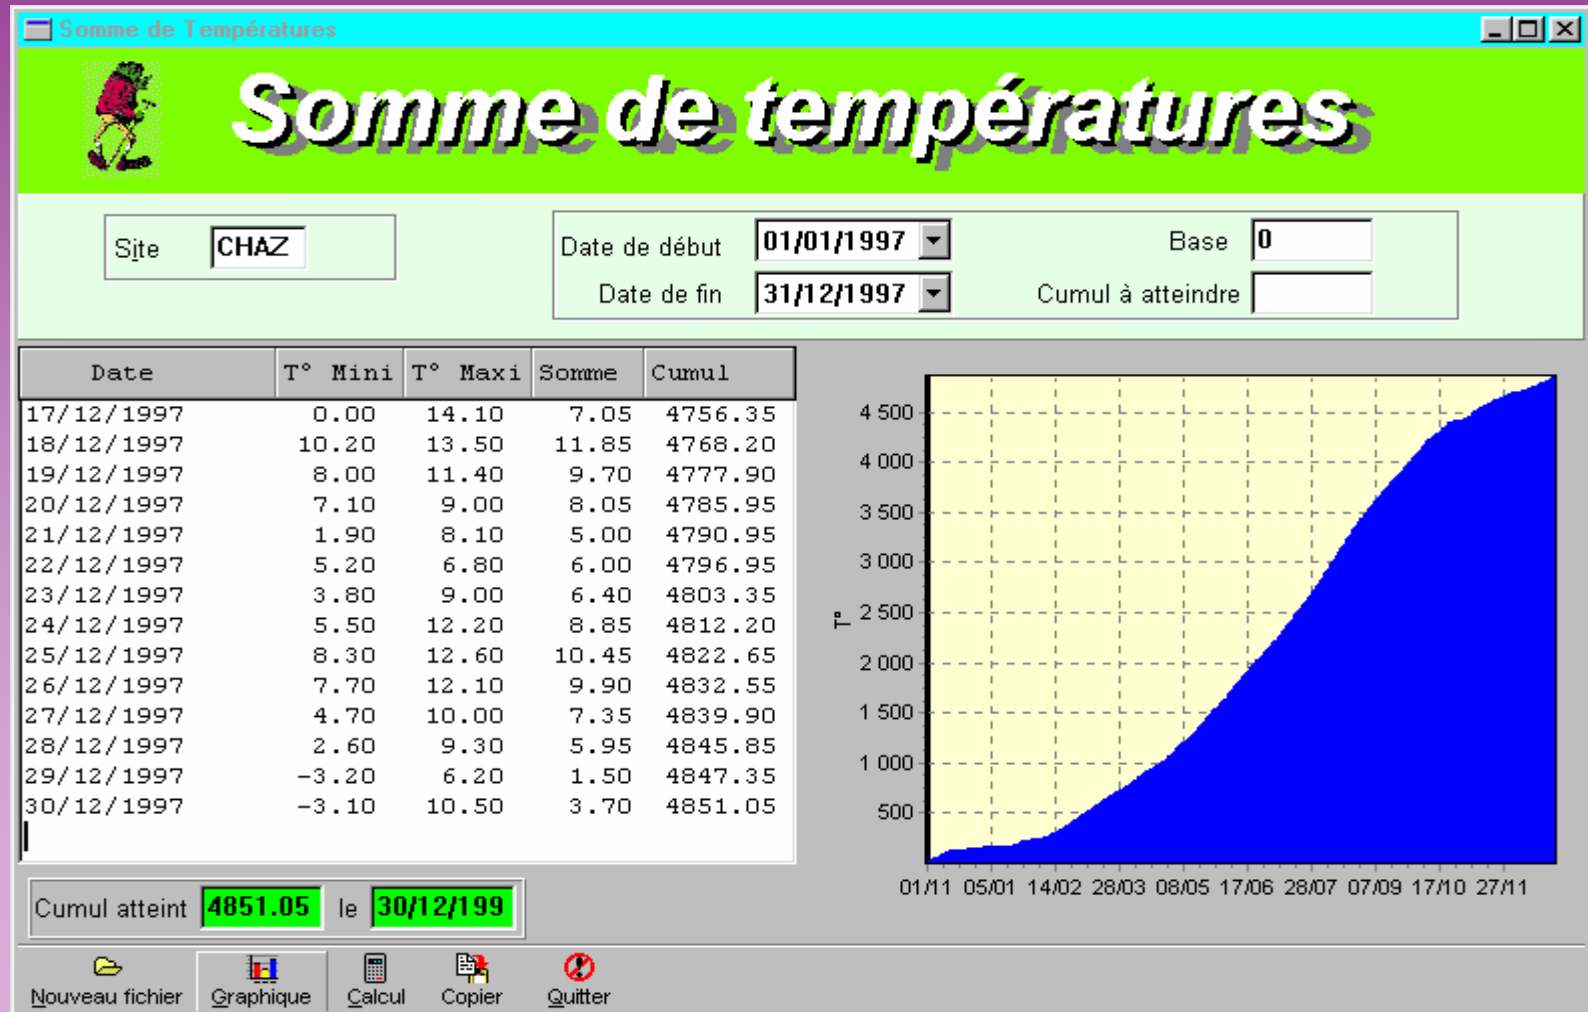 Somme de Températures
Somme de températures
Site CHAZ
Date de début 01/01/1997 Base 0
Date de fin 31/12/1997 Cumul à atteindre
Date T° Mini T° Maxi Somme Cumul
17/12/1997 0.00 14.10 7.05 4756.35
18/12/1997 10.20 13.50 11.85 4768.20
19/12/1997 8.00 11.40 9.70 4777.90
20/12/1997 7.10 9.00 8.05 4785.95
21/12/1997 1.90 8.10 5.00 4790.95
22/12/1997 5.20 6.80 6.00 4796.95
23/12/1997 3.80 9.00 6.40 4803.35
24/12/1997 5.50 12.20 8.85 4812.20
25/12/1997 8.30 12.60 10.45 4822.65
26/12/1997 7.70 12.10 9.90 4832.55
27/12/1997 4.70 10.00 7.35 4839.90
28/12/1997 2.60 9.30 5.95 4845.85
29/12/1997 -3.20 6.20 1.50 4847.35
30/12/1997 -3.10 10.50 3.70 4851.05
4 500
4 000
3 500
3 000
T° 2 500
2 000
1 500
1 000
500
01/11 05/01 14/02 28/03 08/05 17/06 28/07 07/09 17/10 27/11
Cumul atteint 4851.05 le 30/12/199
Nouveau fichier Graphique Calcul Copier Quitter